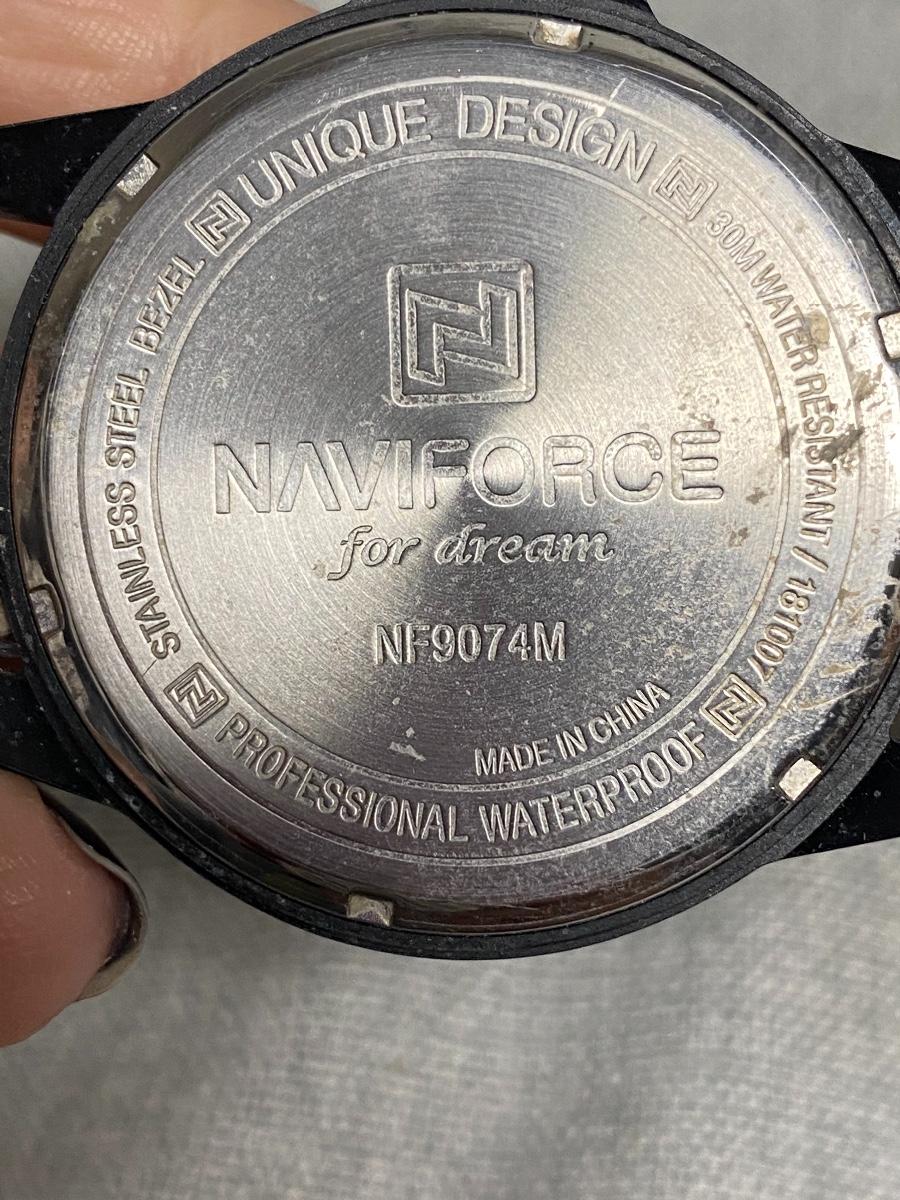 UNIQUE DESIGN
30M WATER RESISTANT / 181007
PROFESSIONAL WATERPROOF
STAINLESS STEEL BEZEL
NAVIFORCE
for dream
NF9074M
MADE IN CHINA